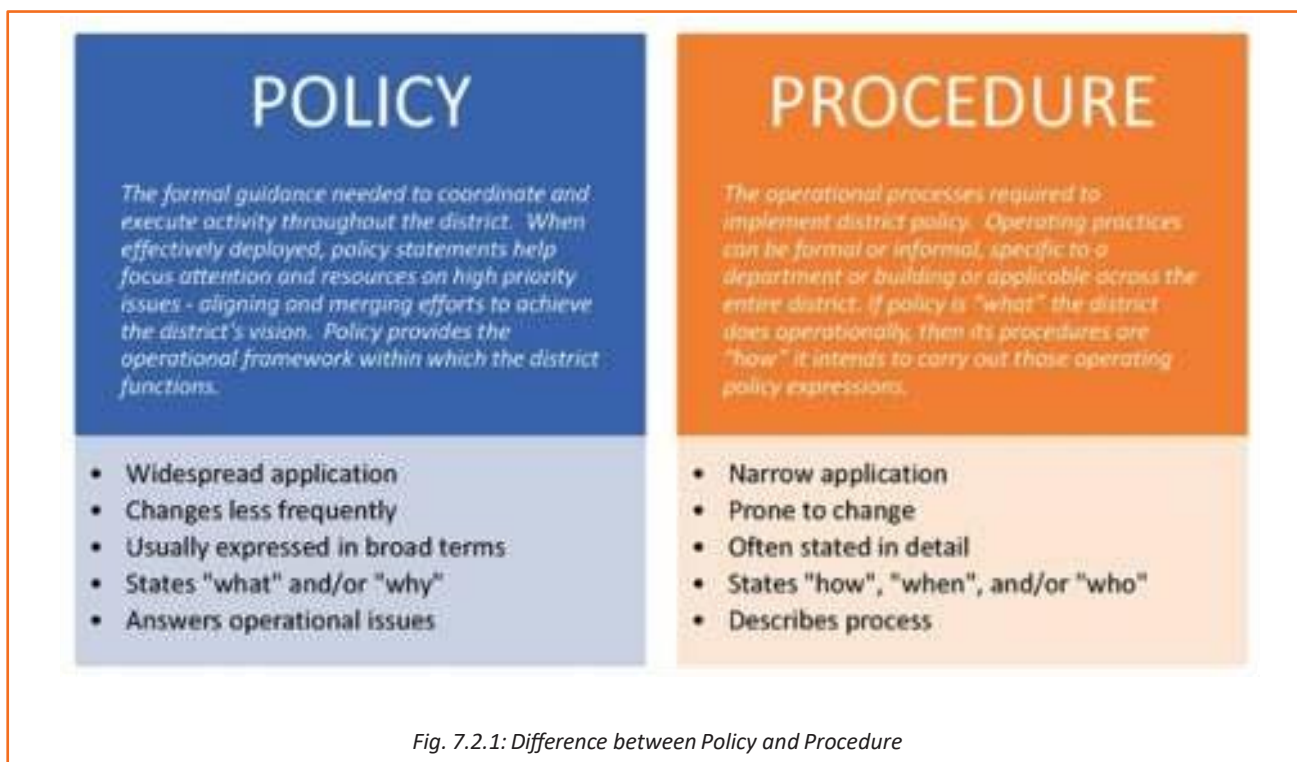 POLICY
The formal guidance needed to coordinate and
execute activity throughout the district. When
effectively deployed, policy statements help
focus attention and resources on high priority
issues - aligning and merging efforts to achieve
the district's vision. Policy provides the
operational framework within which the district
functions.
• Widespread application
• Changes less frequently
• Usually expressed in broad terms
• States "what" and/or "why"
• Answers operational issues
PROCEDURE
The operational processes required to
implement district policy. Operating practices
can be formal or informal, specific to a
department or building or applicable across the
entire district. If policy is "what" the district
does operationally, then its procedures are
"how" it intends to carry out those operating
policy expressions.
• Narrow application
• Prone to change
• Often stated in detail
• States "how", "when", and/or "who"
• Describes process
Fig. 7.2.1: Difference between Policy and Procedure